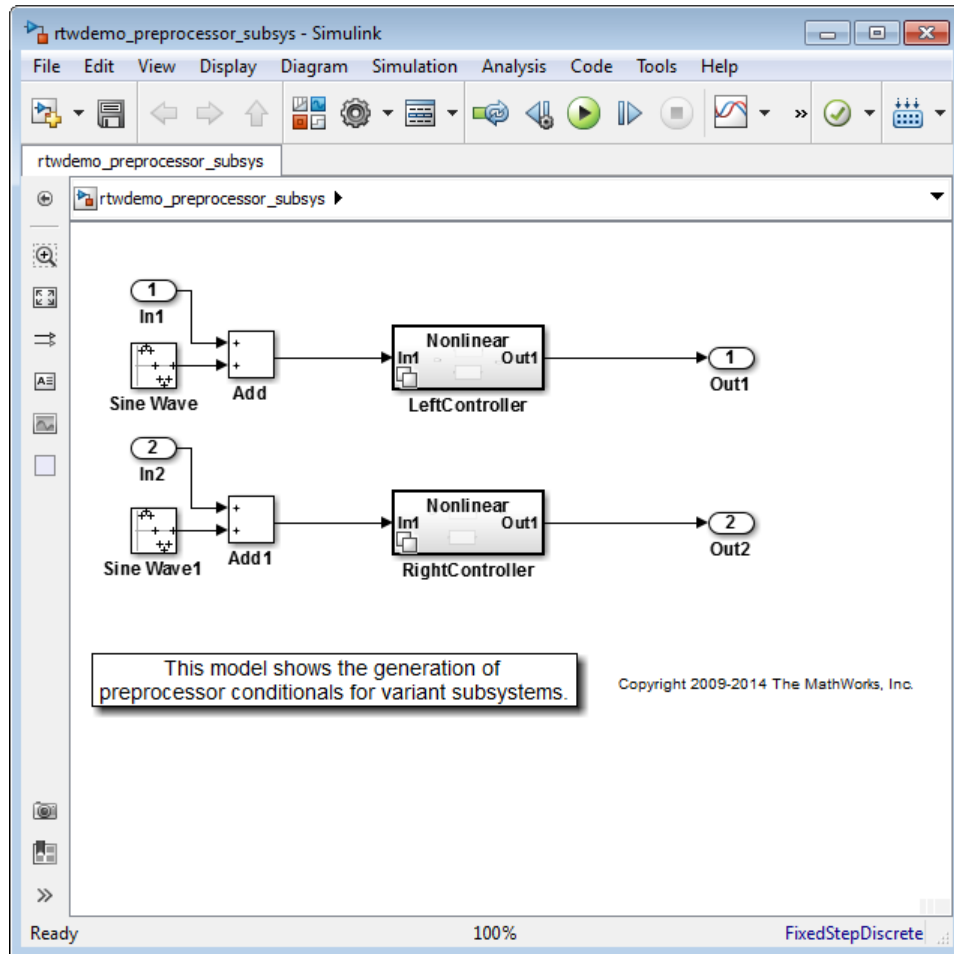 rtwdemo_preprocessor_subsys - Simulink
File Edit View Display Diagram Simulation Analysis Code Tools Help
»
rtwdemo_preprocessor_subsys
rtwdemo_preprocessor_subsys
1
In1
Sine Wave
+
+
Add
Nonlinear
In1 Out1
LeftController
1
Out1
2
In2
Sine Wave1
+
+
Add1
Nonlinear
In1 Out1
RightController
2
Out2
This model shows the generation of
preprocessor conditionals for variant subsystems.
Copyright 2009-2014 The MathWorks, Inc.
Ready 100% FixedStepDiscrete